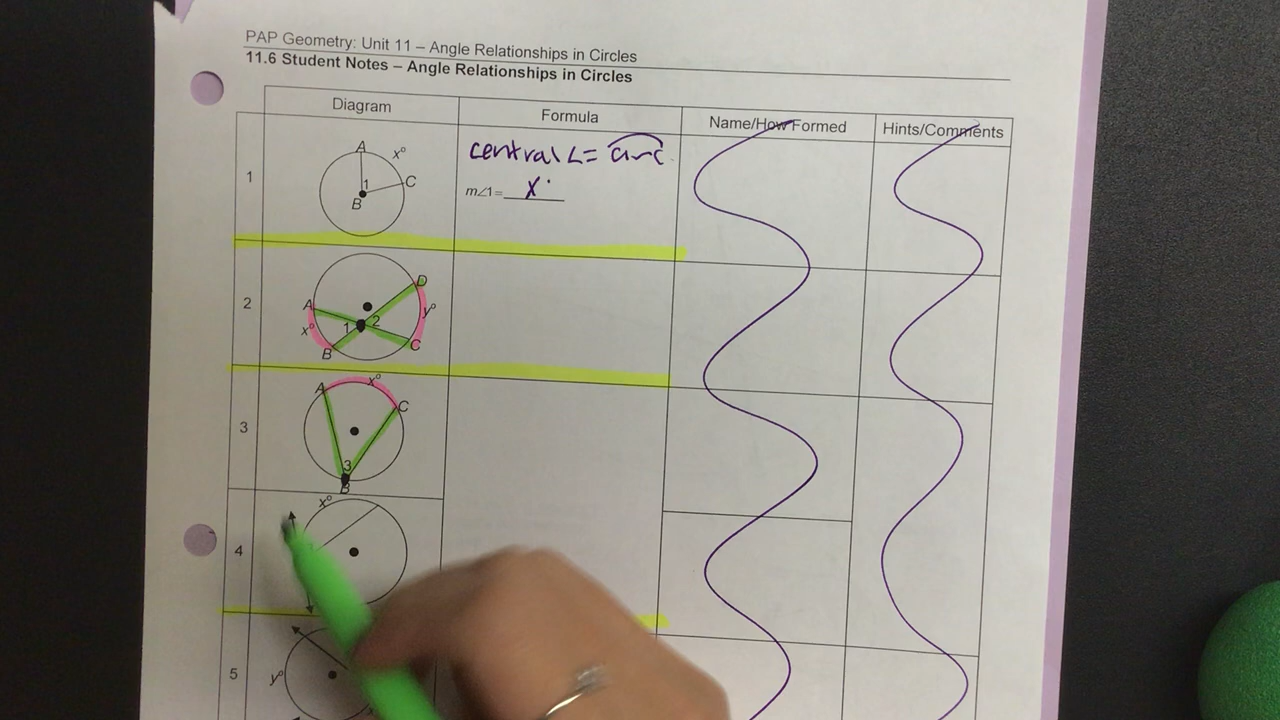 PAP Geometry: Unit 11 – Angle Relationships in Circles
11.6 Student Notes – Angle Relationships in Circles
Diagram Formula Name/How Formed Hints/Comments
1
A
x°
1
C
B
central ∠ = arc
m∠1= x°
2
D
A
y°
x°
1
2
B
C
3
A
x°
C
3
B
4
x°
5
y°